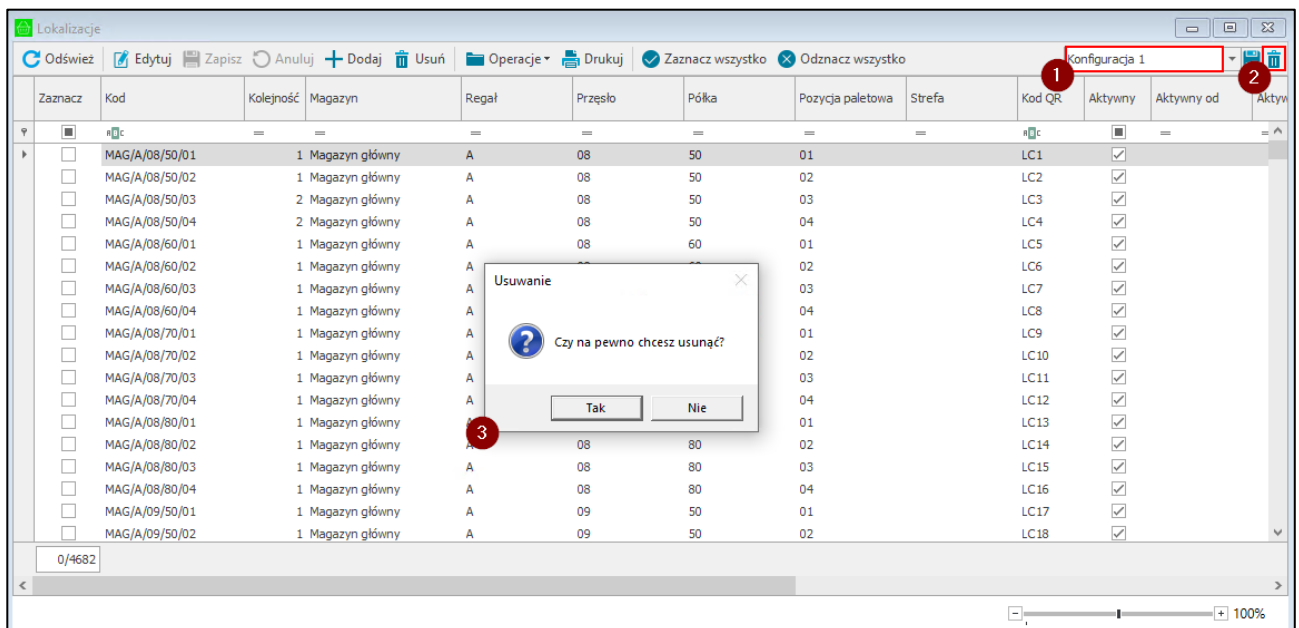 Lokalizacje
Odśwież Edytuj Zapisz Anuluj Dodaj Usuń Operacje Drukuj Zaznacz wszystko Odznacz wszystko Konfiguracja 1
1 2
Zaznacz Kod Kolejność Magazyn Regał Przęsło Półka Pozycja paletowa Strefa Kod QR Aktywny Aktywny od
MAG/A/08/50/01 1 Magazyn główny A 08 50 01 LC1
MAG/A/08/50/02 1 Magazyn główny A 08 50 02 LC2
MAG/A/08/50/03 2 Magazyn główny A 08 50 03 LC3
MAG/A/08/50/04 2 Magazyn główny A 08 50 04 LC4
MAG/A/08/60/01 1 Magazyn główny A 08 60 01 LC5
MAG/A/08/60/02 1 Magazyn główny A 02 LC6
MAG/A/08/60/03 1 Magazyn główny A 03 LC7
MAG/A/08/60/04 1 Magazyn główny A 04 LC8
MAG/A/08/70/01 1 Magazyn główny A 01 LC9
MAG/A/08/70/02 1 Magazyn główny A 02 LC10
MAG/A/08/70/03 1 Magazyn główny A 03 LC11
MAG/A/08/70/04 1 Magazyn główny A 04 LC12
MAG/A/08/80/01 1 Magazyn główny 01 LC13
MAG/A/08/80/02 1 Magazyn główny A 08 80 02 LC14
MAG/A/08/80/03 1 Magazyn główny A 08 80 03 LC15
MAG/A/08/80/04 1 Magazyn główny A 08 80 04 LC16
MAG/A/09/50/01 1 Magazyn główny A 09 50 01 LC17
MAG/A/09/50/02 1 Magazyn główny A 09 50 02 LC18
Usuwanie
Czy na pewno chcesz usunąć?
Tak Nie
3
0/4682
100%